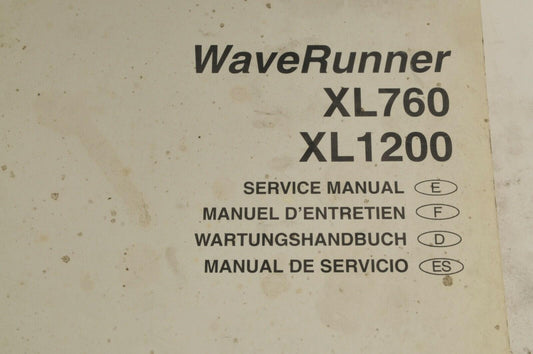 WaveRunner
XL760
XL1200
SERVICE MANUAL E
MANUEL D'ENTRETIEN F
WARTUNGSHANDBUCH D
MANUAL DE SERVICIO ES